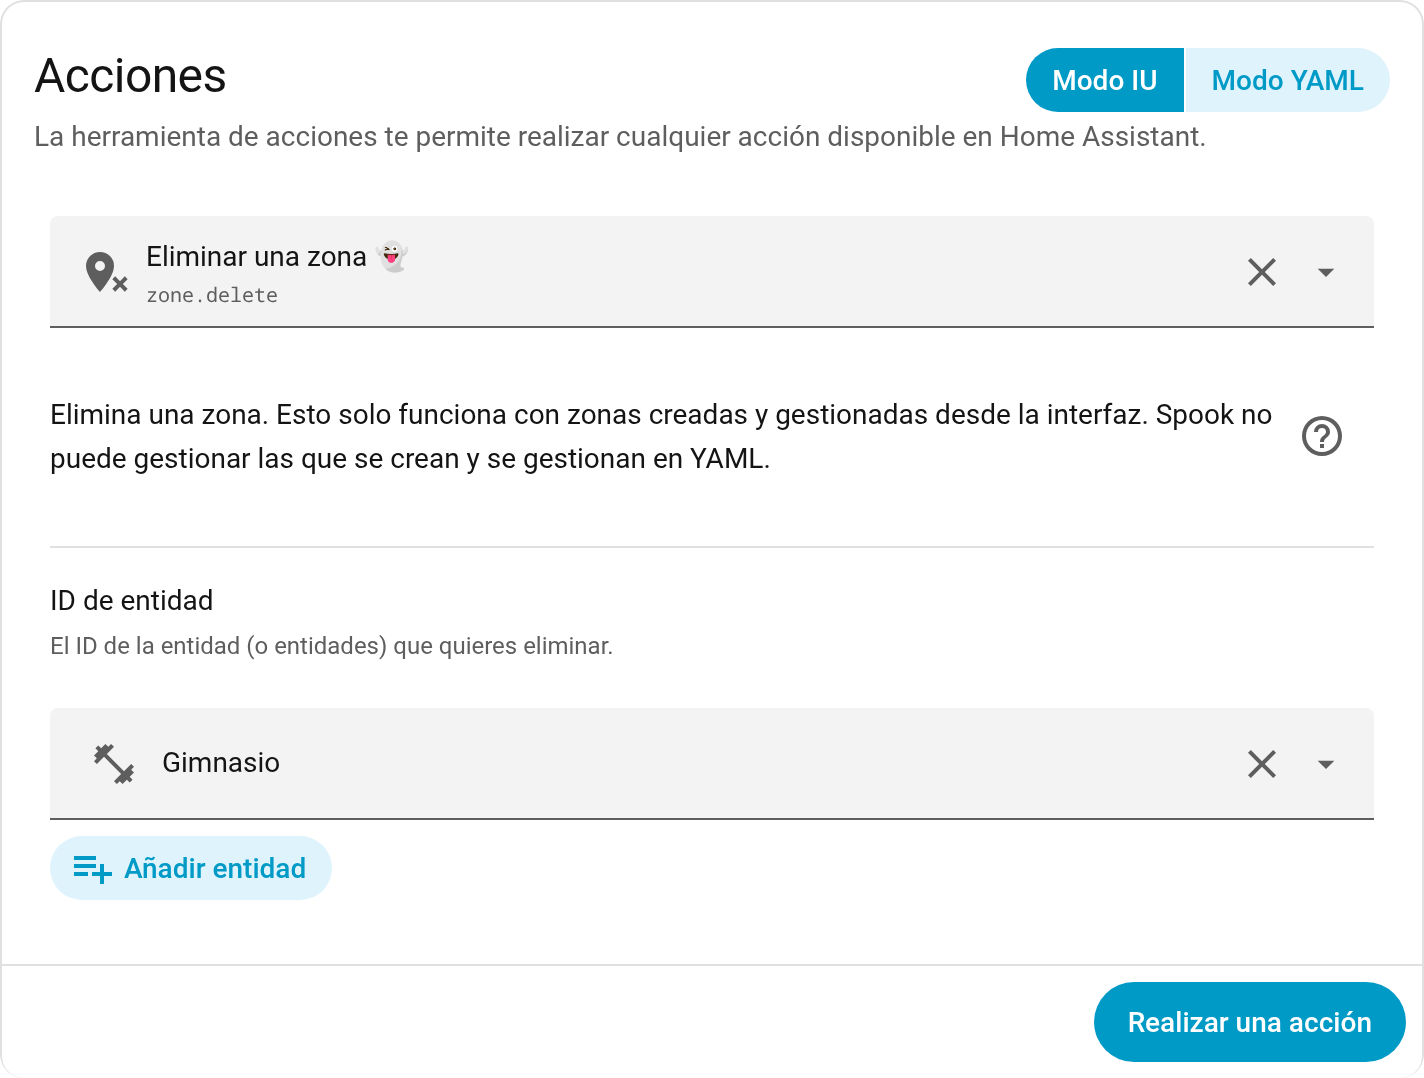 Acciones
Modo IU
Modo YAML
La herramienta de acciones te permite realizar cualquier acción disponible en Home Assistant.
Eliminar una zona 👻
zone.delete
Elimina una zona. Esto solo funciona con zonas creadas y gestionadas desde la interfaz. Spook no
puede gestionar las que se crean y se gestionan en YAML.
ID de entidad
El ID de la entidad (o entidades) que quieres eliminar.
Gimnasio
Añadir entidad
Realizar una acción